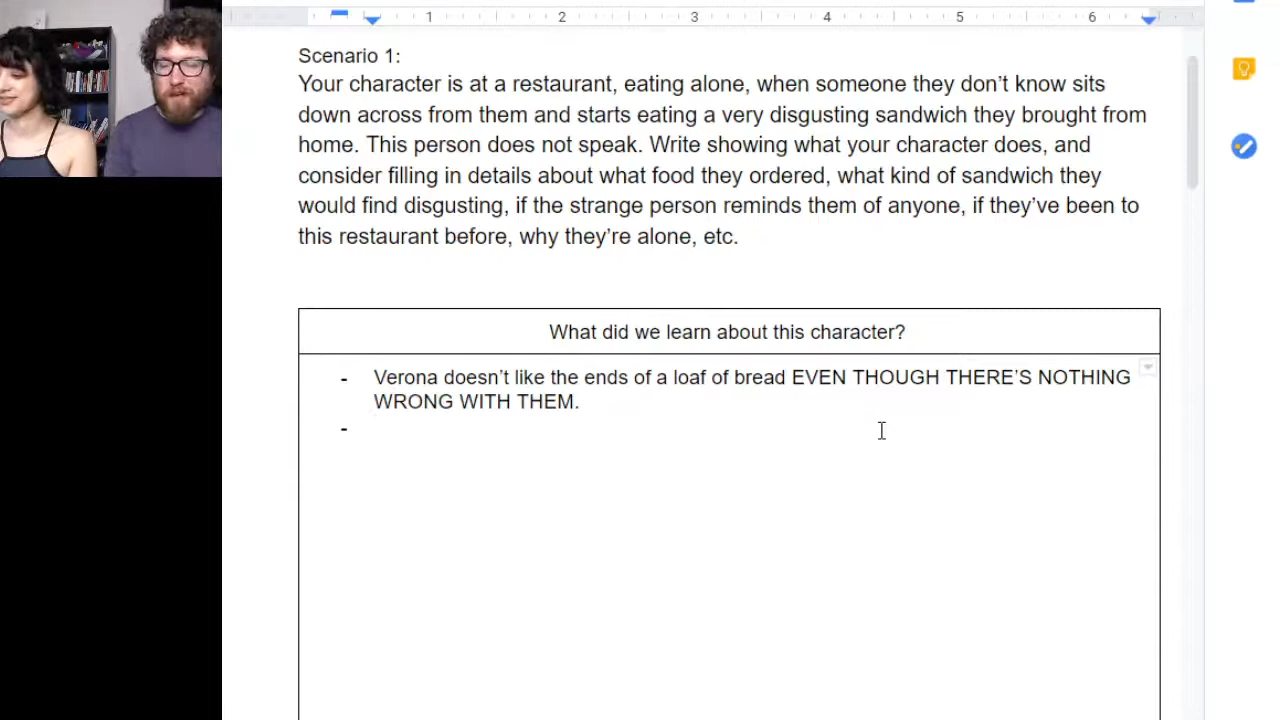 1 2 3 4 5 6
Scenario 1:
Your character is at a restaurant, eating alone, when someone they don’t know sits
down across from them and starts eating a very disgusting sandwich they brought from
home. This person does not speak. Write showing what your character does, and
consider filling in details about what food they ordered, what kind of sandwich they
would find disgusting, if the strange person reminds them of anyone, if they’ve been to
this restaurant before, why they’re alone, etc.
What did we learn about this character?
- Verona doesn’t like the ends of a loaf of bread EVEN THOUGH THERE’S NOTHING
WRONG WITH THEM.
-